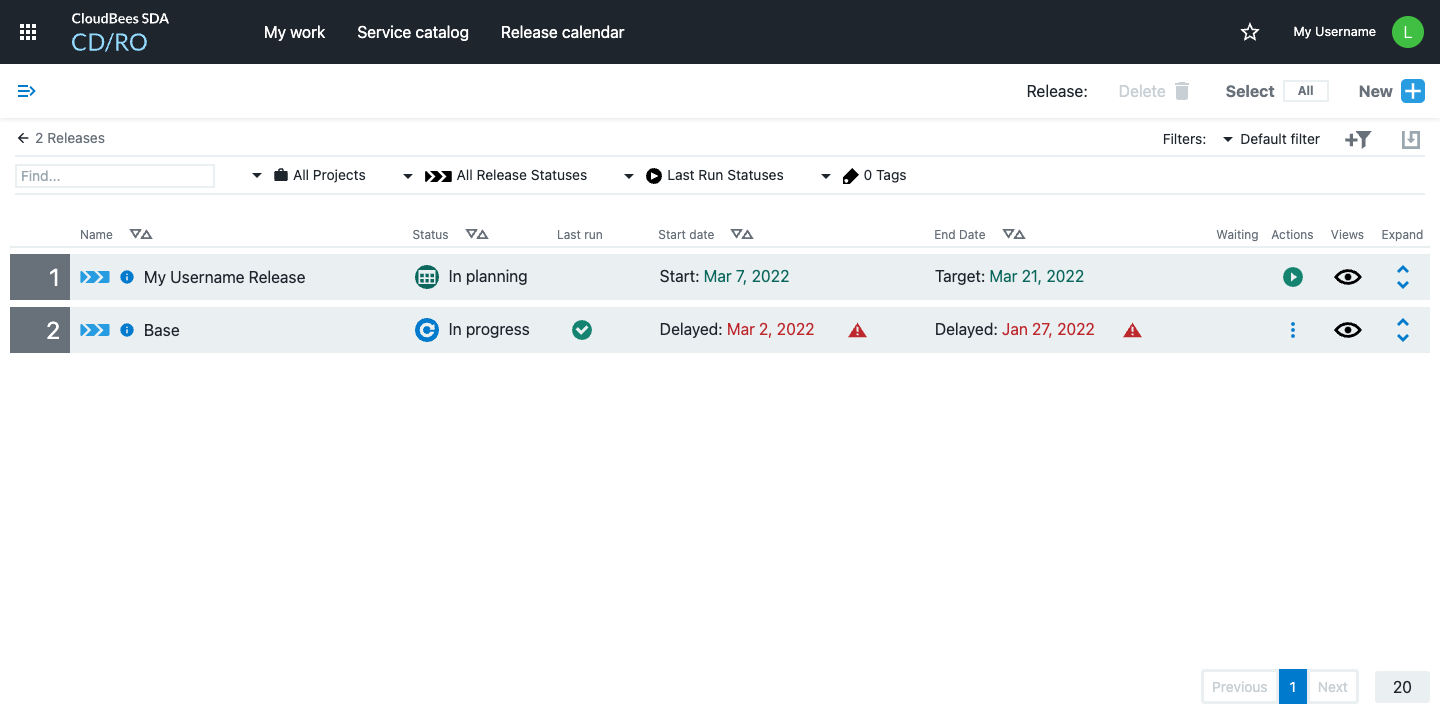 CloudBees SDA
CD/RO
My work Service catalog Release calendar
My Username L
Release: Delete Select All New
2 Releases
Filters: Default filter
Find... All Projects All Release Statuses Last Run Statuses 0 Tags
Name Status Last run Start date End Date Waiting Actions Views Expand
1 My Username Release In planning Start: Mar 7, 2022 Target: Mar 21, 2022
2 Base In progress Delayed: Mar 2, 2022 Delayed: Jan 27, 2022
Previous 1 Next 20